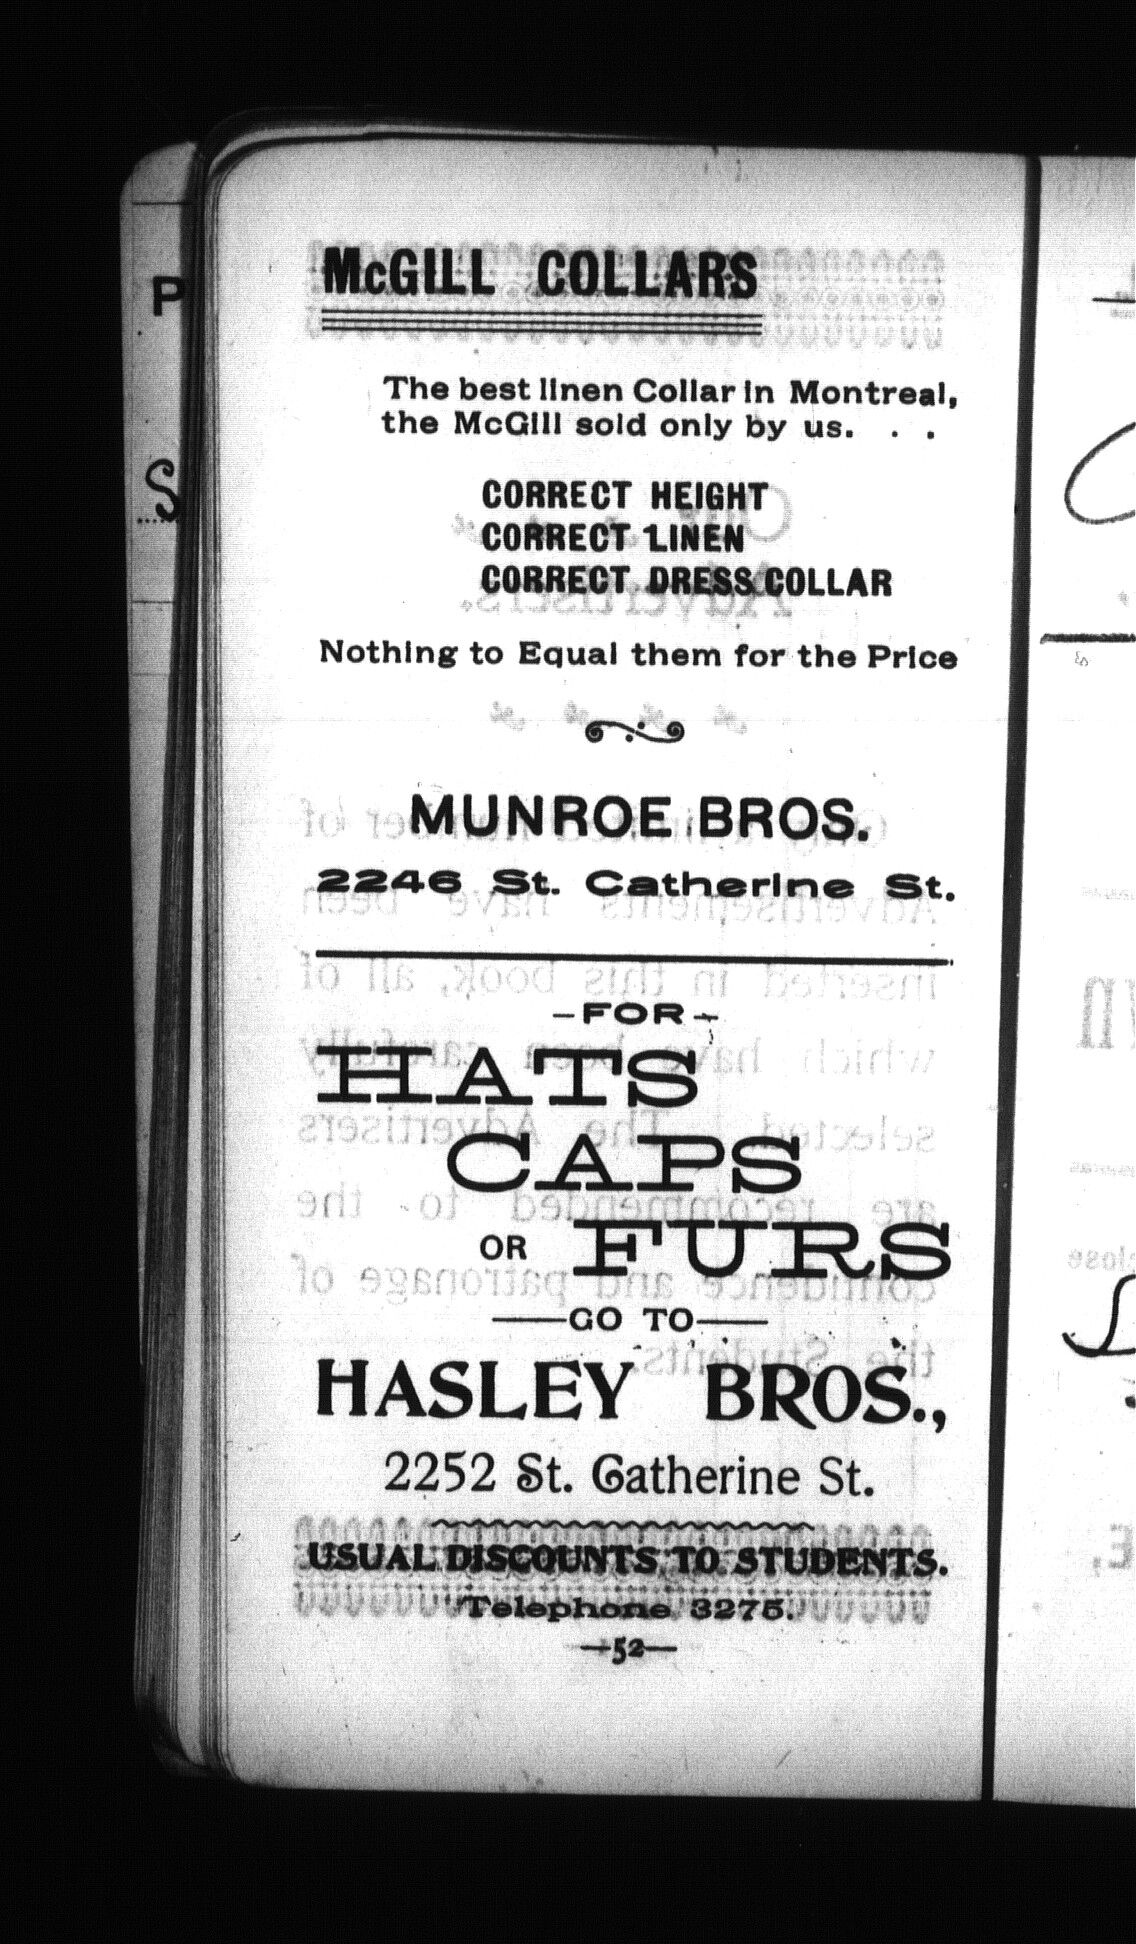 McGILL COLLARS
The best linen Collar in Montreal,
the McGill sold only by us. . .
CORRECT HEIGHT
CORRECT LINEN
CORRECT DRESS COLLAR
Nothing to Equal them for the Price
MUNROE BROS.
2246 St. Catherine St.
—FOR—
HATS
CAPS
OR FURS
—GO TO—
HASLEY BROS.,
2252 St. Catherine St.
USUAL DISCOUNTS TO STUDENTS.
Telephone 3275.
—52—